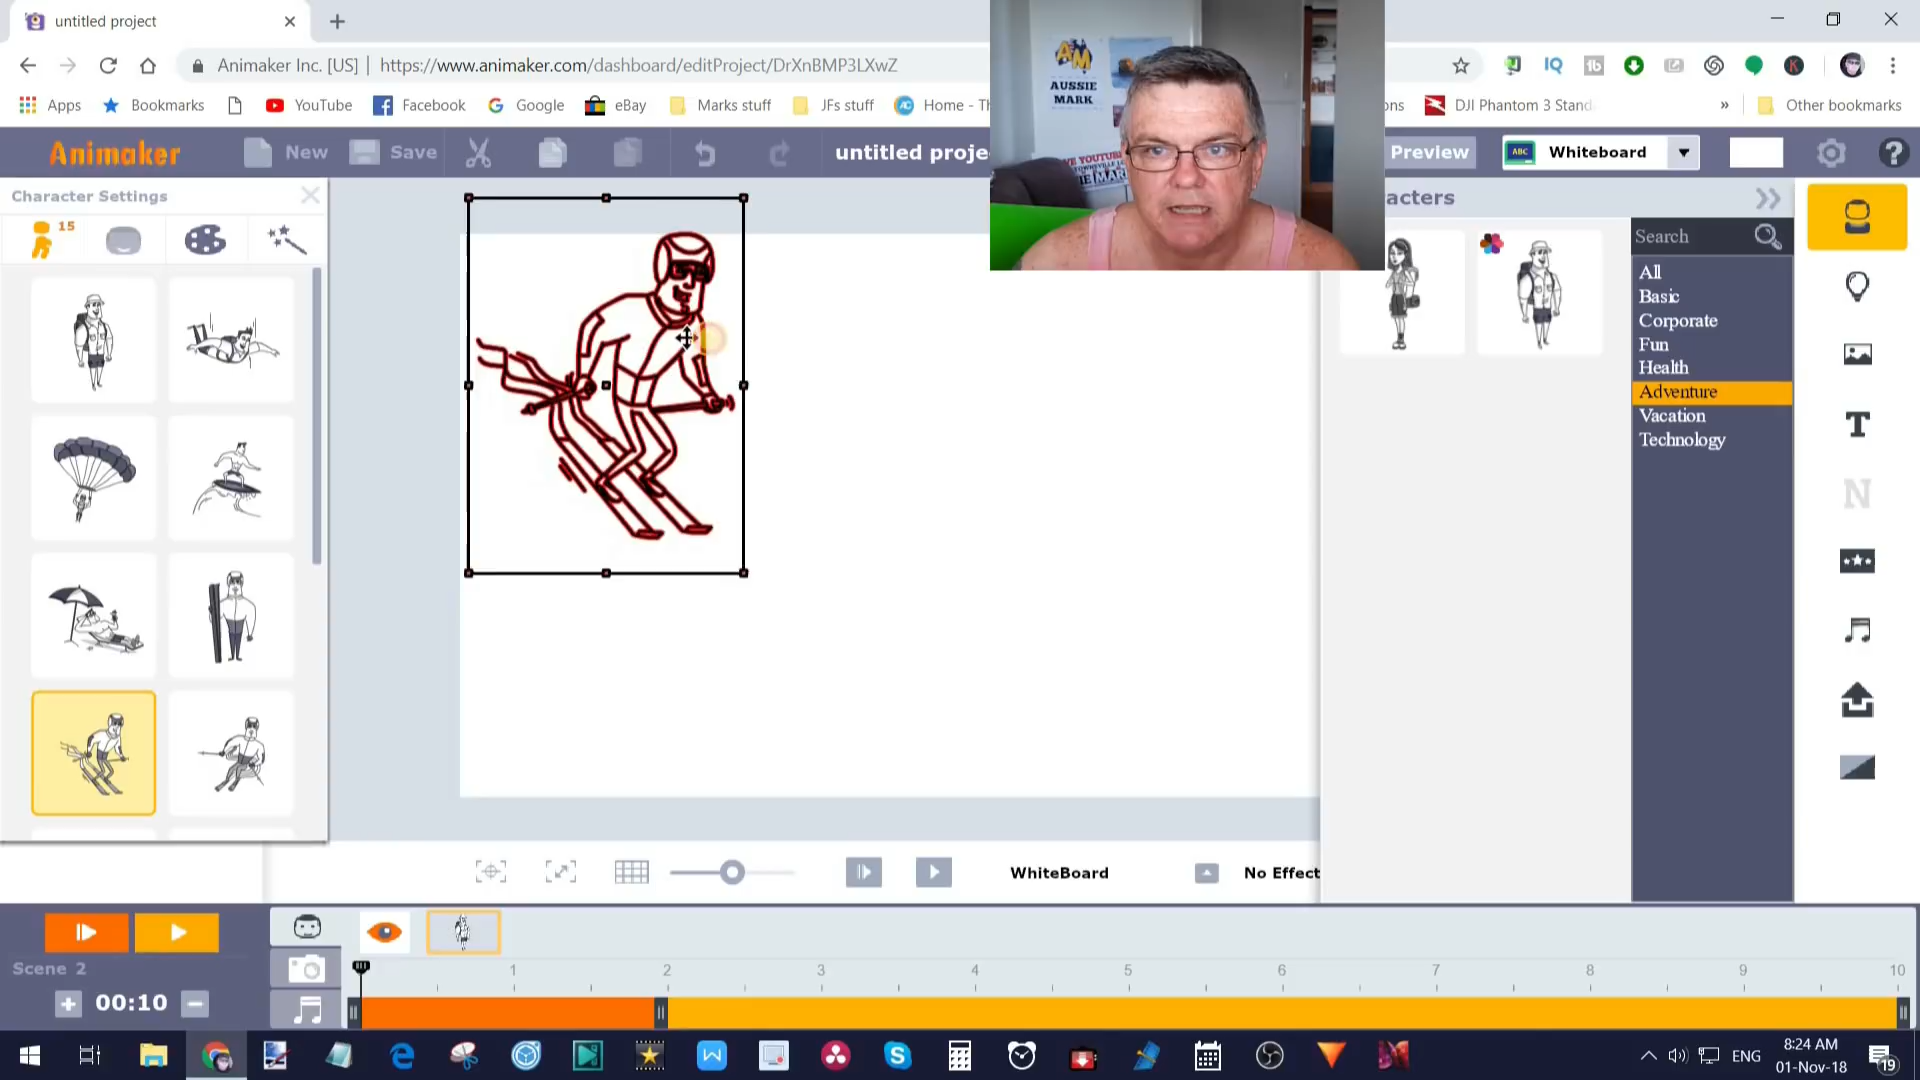 untitled project
Animaker Inc. [US] | https://www.animaker.com/dashboard/editProject/DrXnBMP3LXwZ
Apps Bookmarks YouTube Facebook Google eBay Marks stuff JFs stuff Home - Th ons DJI Phantom 3 Stand » Other bookmarks
AM
AUSSIE
MARK
Animaker New Save untitled proje Preview ABC Whiteboard
Character Settings
15
acters
Search
All
Basic
Corporate
Fun
Health
Adventure
Vacation
Technology
T
N
WhiteBoard No Effect
Scene 2
00:10
1 2 3 4 5 6 7 8 9 10
ENG
8:24 AM
01-Nov-18
19